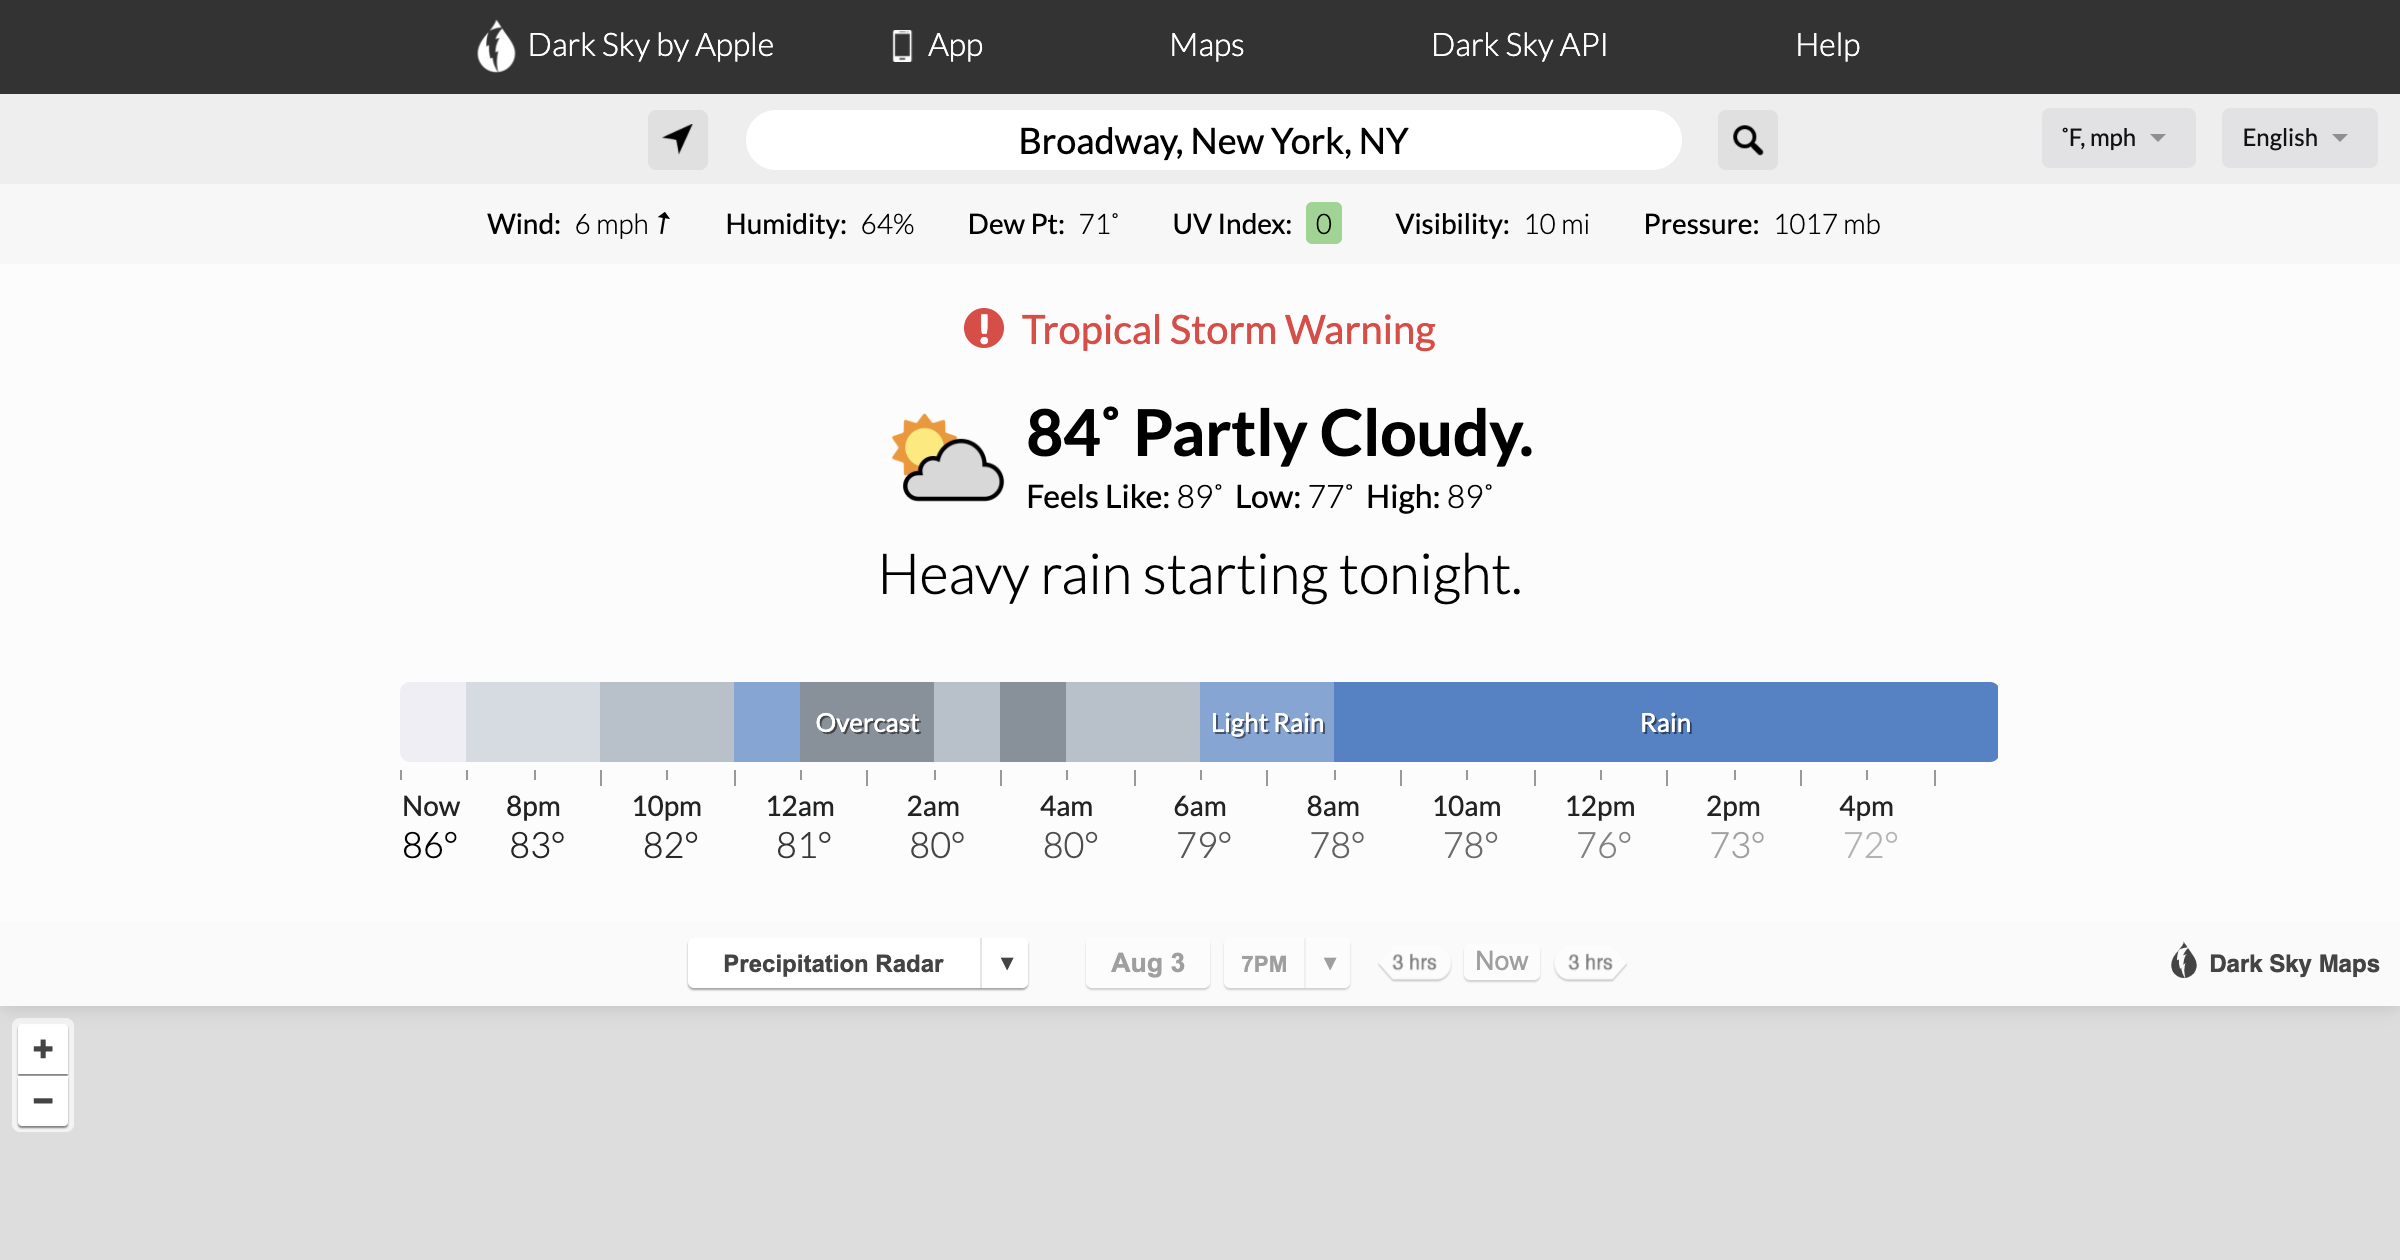 Dark Sky by Apple App Maps Dark Sky API Help
Broadway, New York, NY ˚F, mph English
Wind: 6 mph ↑ Humidity: 64% Dew Pt: 71˚ UV Index: 0 Visibility: 10 mi Pressure: 1017 mb
Tropical Storm Warning
84˚ Partly Cloudy.
Feels Like: 89˚ Low: 77˚ High: 89˚
Heavy rain starting tonight.
Overcast Light Rain Rain
Now 8pm 10pm 12am 2am 4am 6am 8am 10am 12pm 2pm 4pm
86° 83° 82° 81° 80° 80° 79° 78° 78° 76° 73° 72°
Precipitation Radar ▼ Aug 3 7PM ▼ 3 hrs Now 3 hrs Dark Sky Maps
+
−